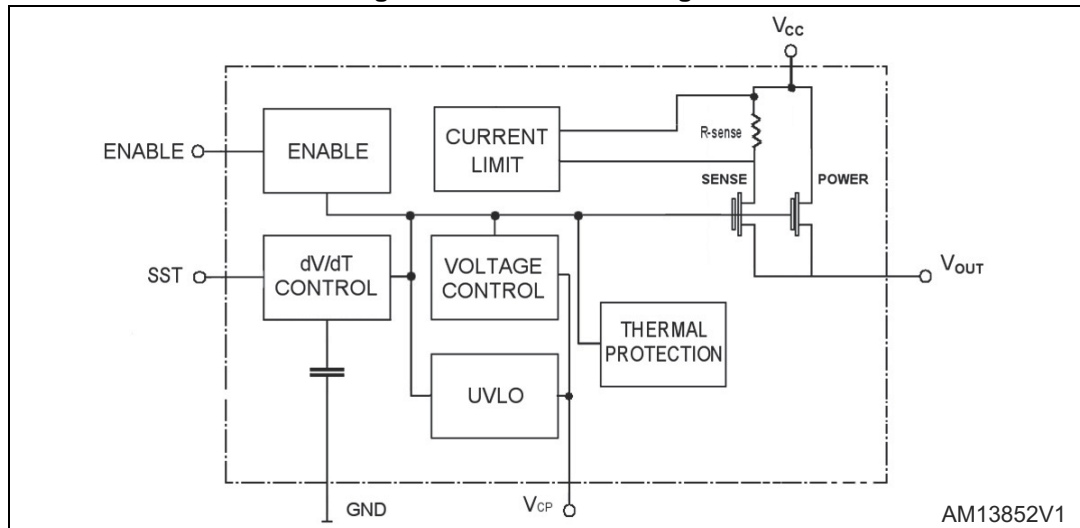 VCC
ENABLE
ENABLE
CURRENT
LIMIT
R-sense
SENSE
POWER
SST
dV/dT
CONTROL
VOLTAGE
CONTROL
VOUT
THERMAL
PROTECTION
UVLO
GND
VCP
AM13852V1